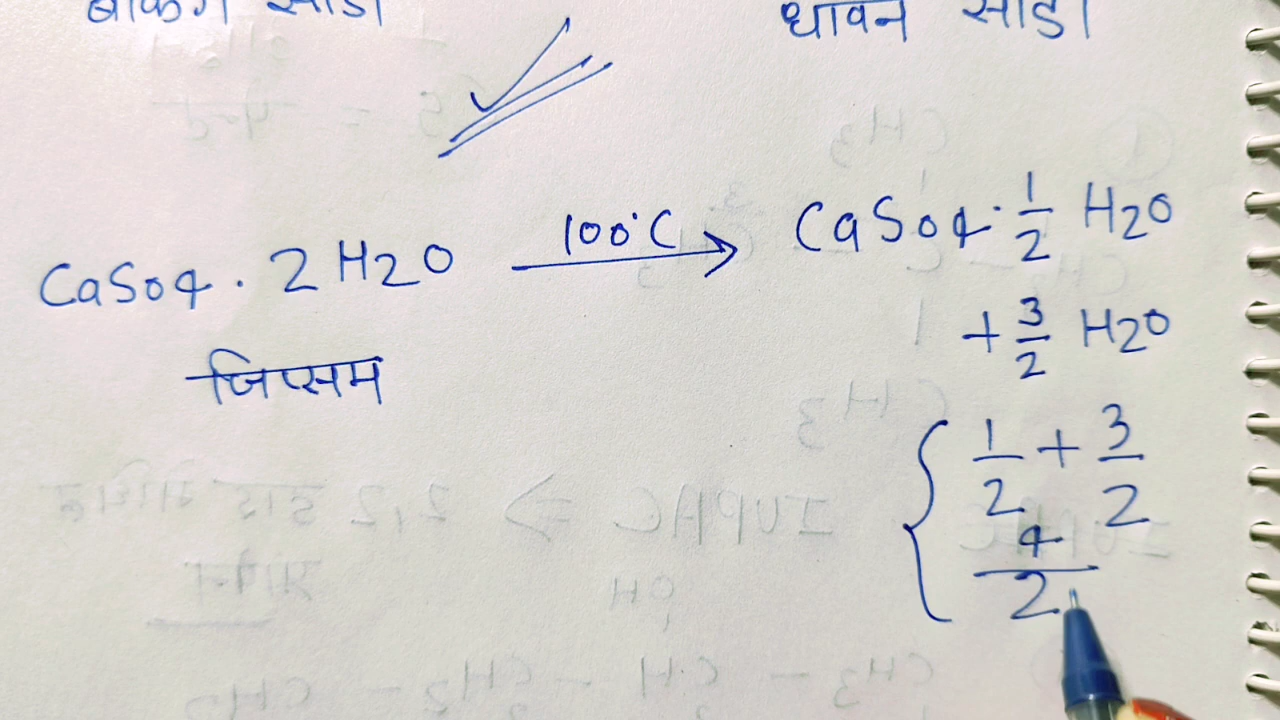 बेकिंग सोडा धावन सोडा
CaSo4 . 2H2O 100°C → CaSo4 · 1/2 H2O
+ 3/2 H2O
जिप्सम
1/2 + 3/2
4/2